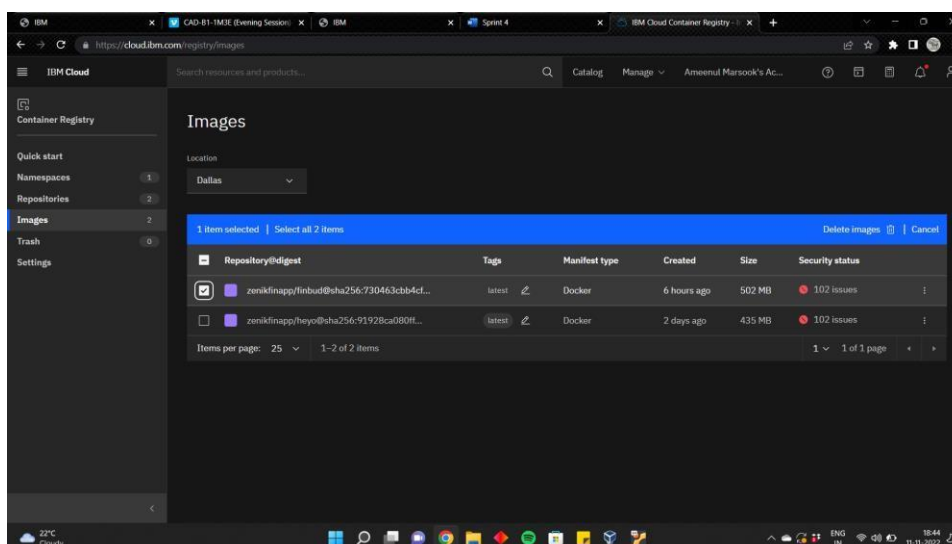 IBM
CAD-B1-1M3E (Evening Session)
IBM
Sprint 4
IBM Cloud Container Registry
https://cloud.ibm.com/registry/images
IBM Cloud
Search resources and products...
Catalog Manage Ameenul Marsook's Ac...
Container Registry
Quick start
Namespaces 1
Repositories 2
Images 2
Trash 0
Settings
Images
Location
Dallas
1 item selected | Select all 2 items Delete images | Cancel
Repository@digest Tags Manifest type Created Size Security status
zenikfinapp/finbud@sha256:730463cbb4cf... latest Docker 6 hours ago 502 MB 102 issues
zenikfinapp/heyo@sha256:91928ca080ff... latest Docker 2 days ago 435 MB 102 issues
Items per page: 25 1–2 of 2 items 1 1 of 1 page
22°C
Cloudy
ENG
IN
18:44
11-11-2022